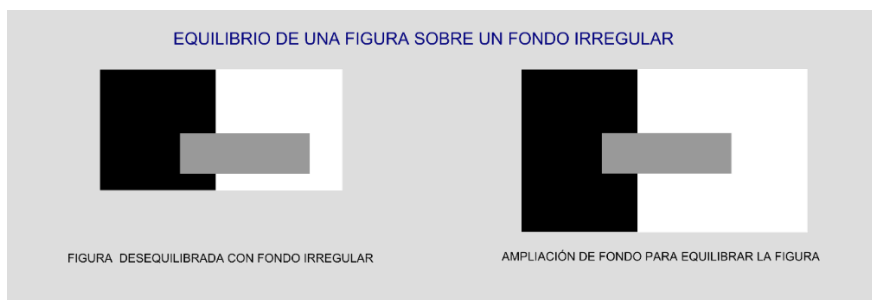 EQUILIBRIO DE UNA FIGURA SOBRE UN FONDO IRREGULAR
FIGURA DESEQUILIBRADA CON FONDO IRREGULAR
AMPLIACIÓN DE FONDO PARA EQUILIBRAR LA FIGURA